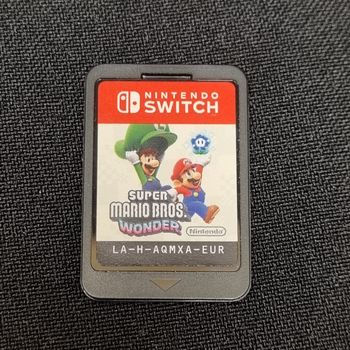 NINTENDO
SWITCH
SUPER
MARIO BROS.
WONDER
Nintendo
LA-H-AQMXA-EUR